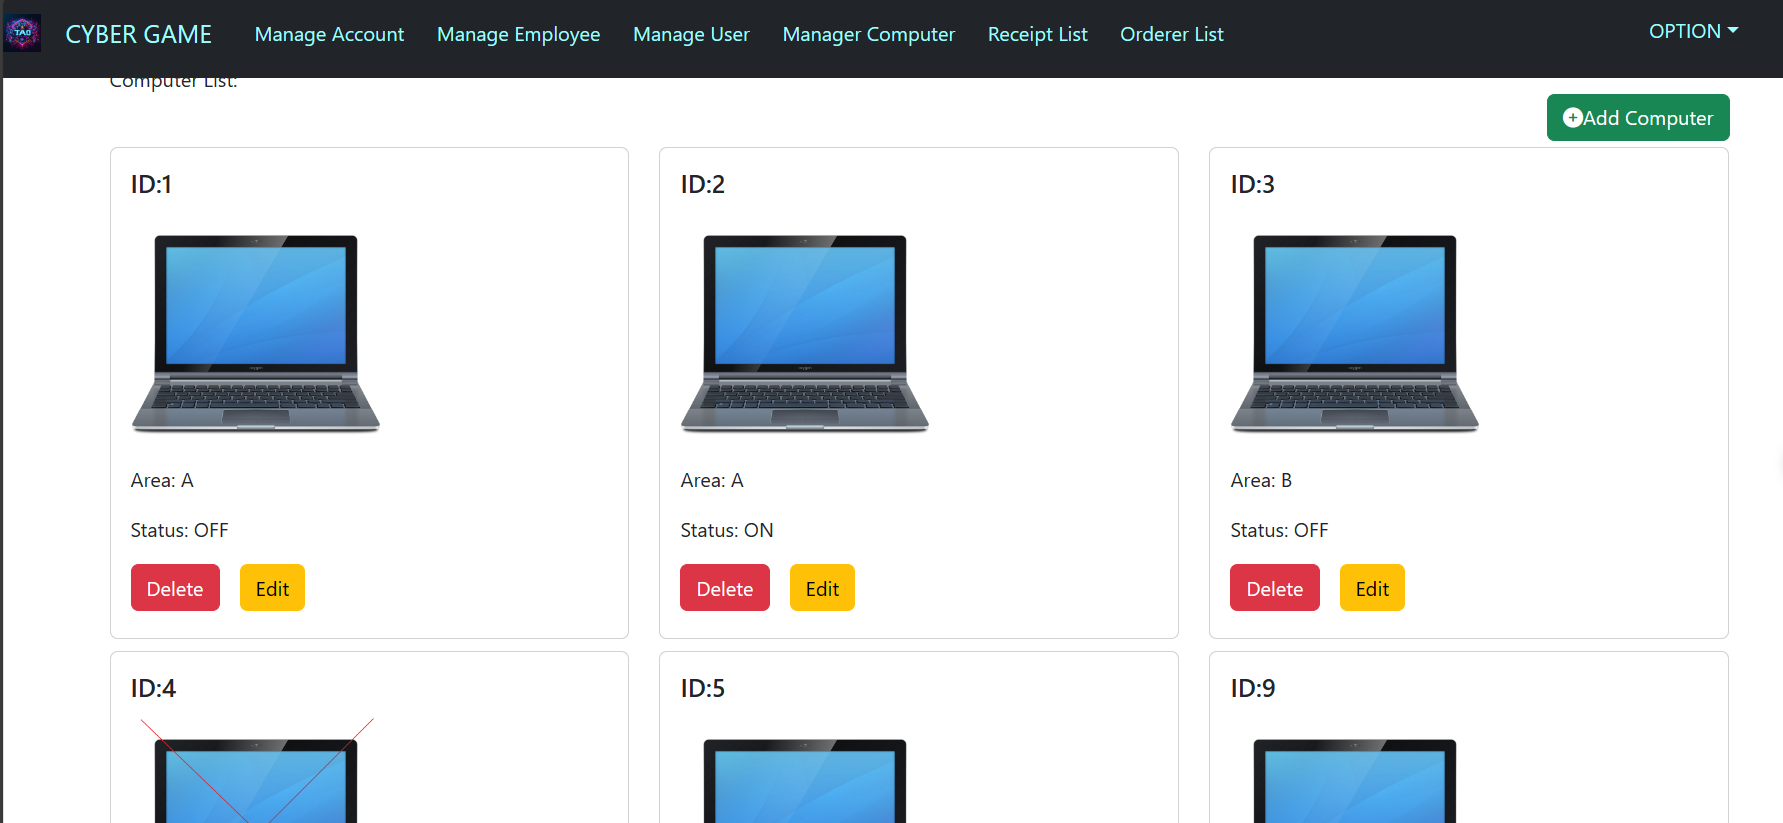 TAG
CYBER GAME
Manage Account
Manage Employee
Manage User
Manager Computer
Receipt List
Orderer List
OPTION
Computer List:
Add Computer
ID:1
Area: A
Status: OFF
Delete
Edit
ID:2
Area: A
Status: ON
Delete
Edit
ID:3
Area: B
Status: OFF
Delete
Edit
ID:4
ID:5
ID:9